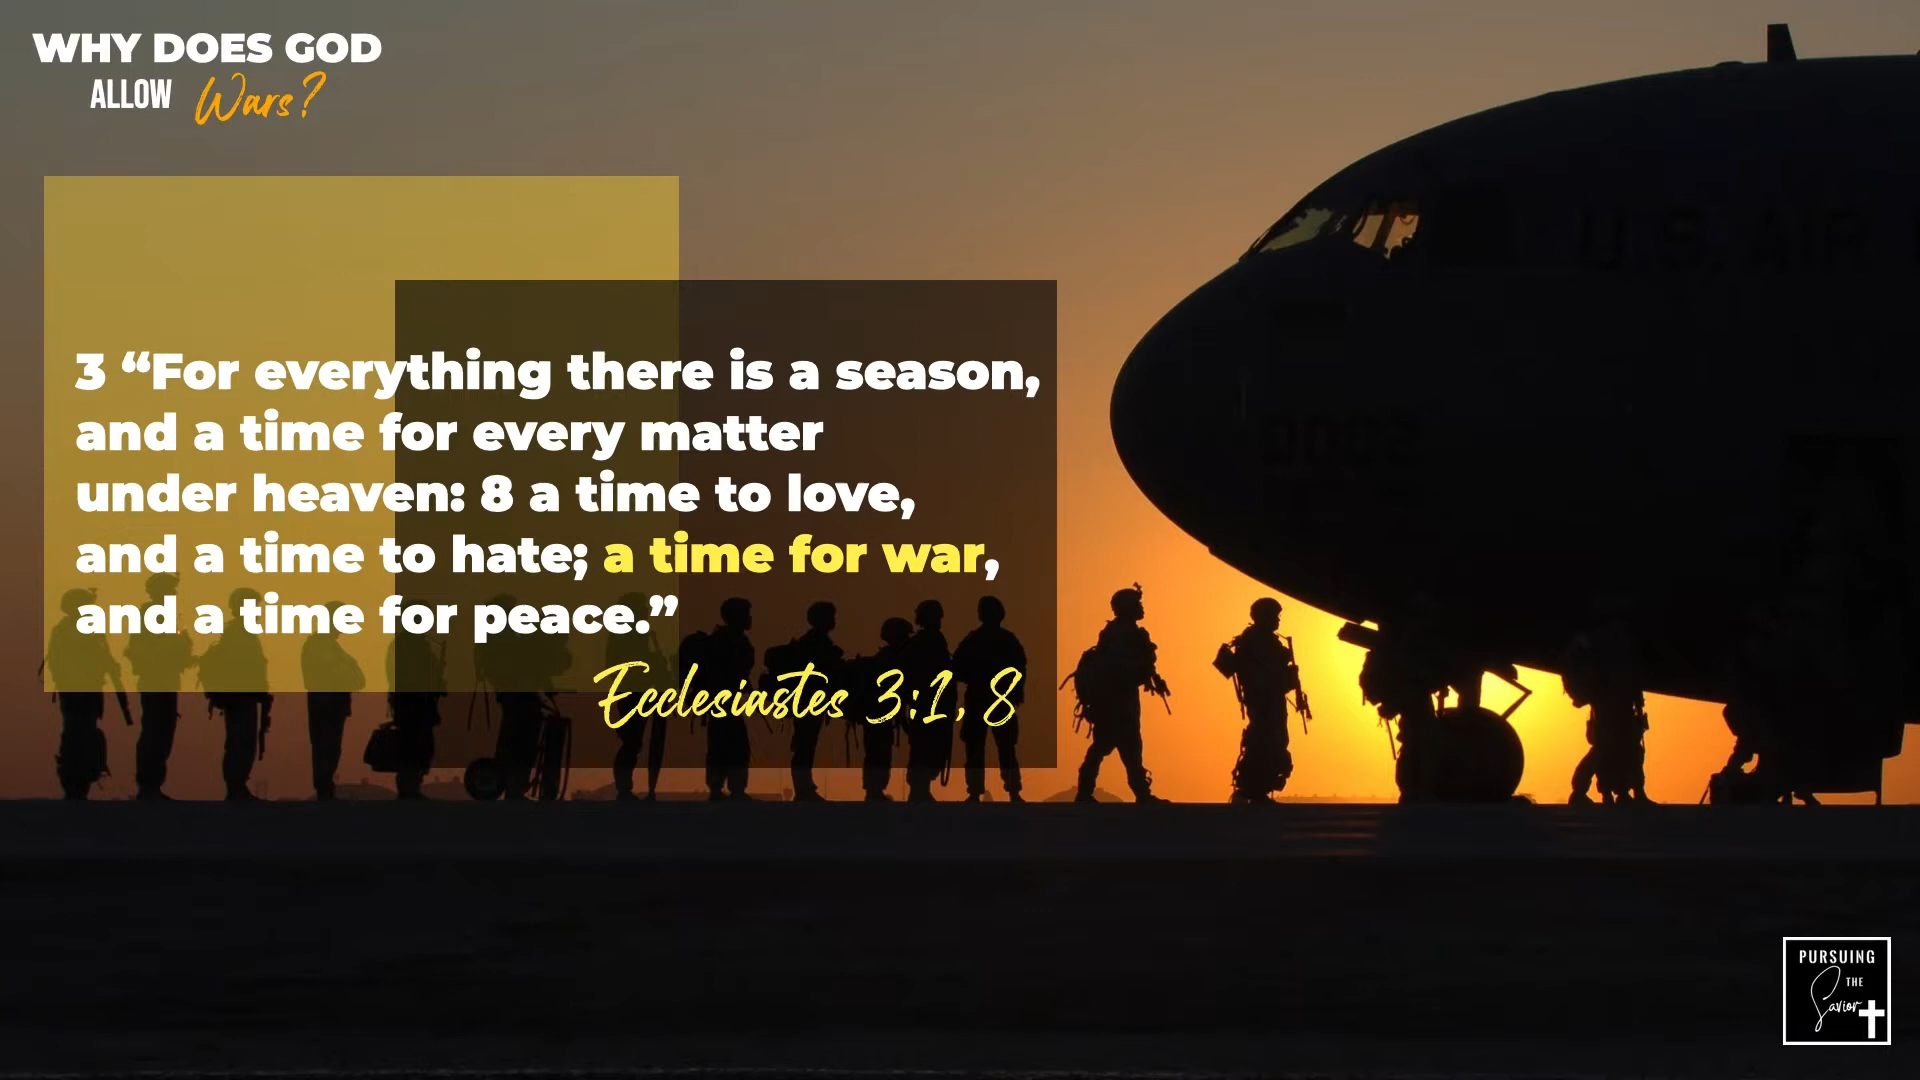 WHY DOES GOD
ALLOW Wars?
3 “For everything there is a season,
and a time for every matter
under heaven: 8 a time to love,
and a time to hate; a time for war,
and a time for peace.”
Ecclesiastes 3:1, 8
U.S. AIR
PURSUING
THE
Savior